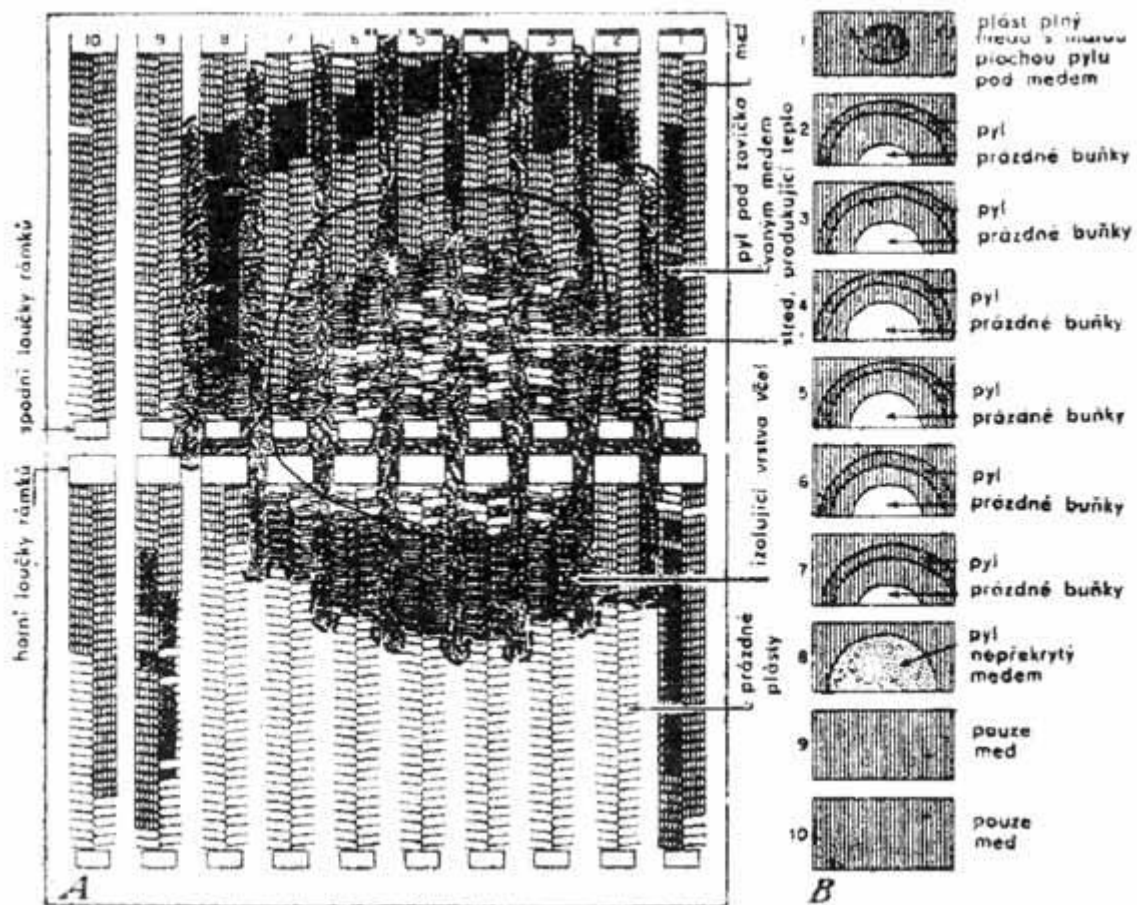 10 9 8 7 6 5 4 3 2 1
med
pyl pod zavíčko
vaným medem
střed, produkující teplo
izolující vrstva včel
prázdné
plásty
spodní loučky rámků
horní loučky rámků
A
1
plást plný
plochou pylu
pod medem
2
pyl
prázdné buňky
3
pyl
prázdné buňky
4
pyl
prázdné buňky
5
pyl
prázdné buňky
6
pyl
prázdné buňky
7
pyl
prázdné buňky
8
pyl
nepřekrytý
medem
9
pouze
med
10
pouze
med
B